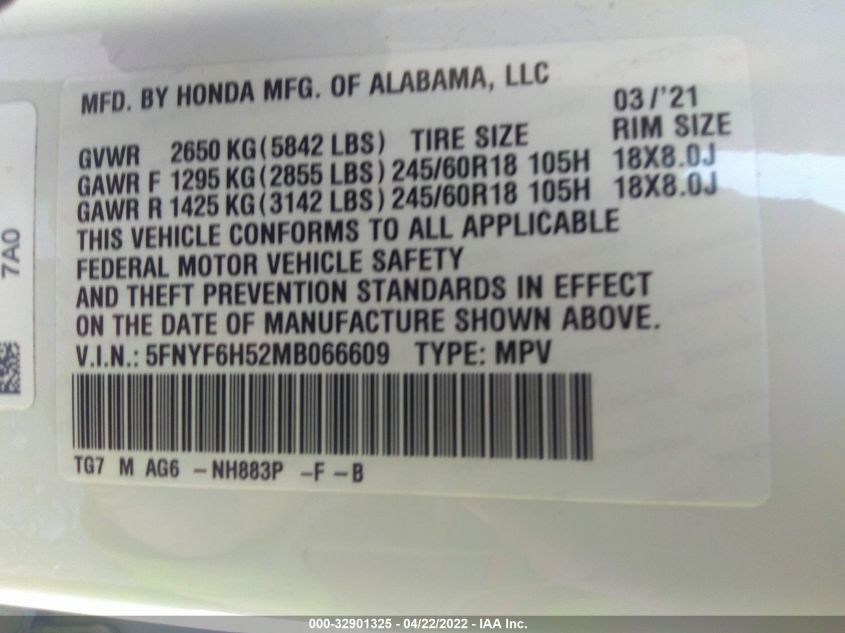 MFD. BY HONDA MFG. OF ALABAMA, LLC
03/'21
GVWR 2650 KG(5842 LBS) TIRE SIZE RIM SIZE
GAWR F 1295 KG(2855 LBS)245/60R18 105H 18X8.0J
GAWR R 1425 KG(3142 LBS)245/60R18 105H 18X8.0J
THIS VEHICLE CONFORMS TO ALL APPLICABLE
FEDERAL MOTOR VEHICLE SAFETY
AND THEFT PREVENTION STANDARDS IN EFFECT
ON THE DATE OF MANUFACTURE SHOWN ABOVE.
V.I.N.: 5FNYF6H52MB066609 TYPE: MPV
TG7 M AG6 -NH883P -F -B
7A0
000-32901325 - 04/22/2022 - IAA Inc.